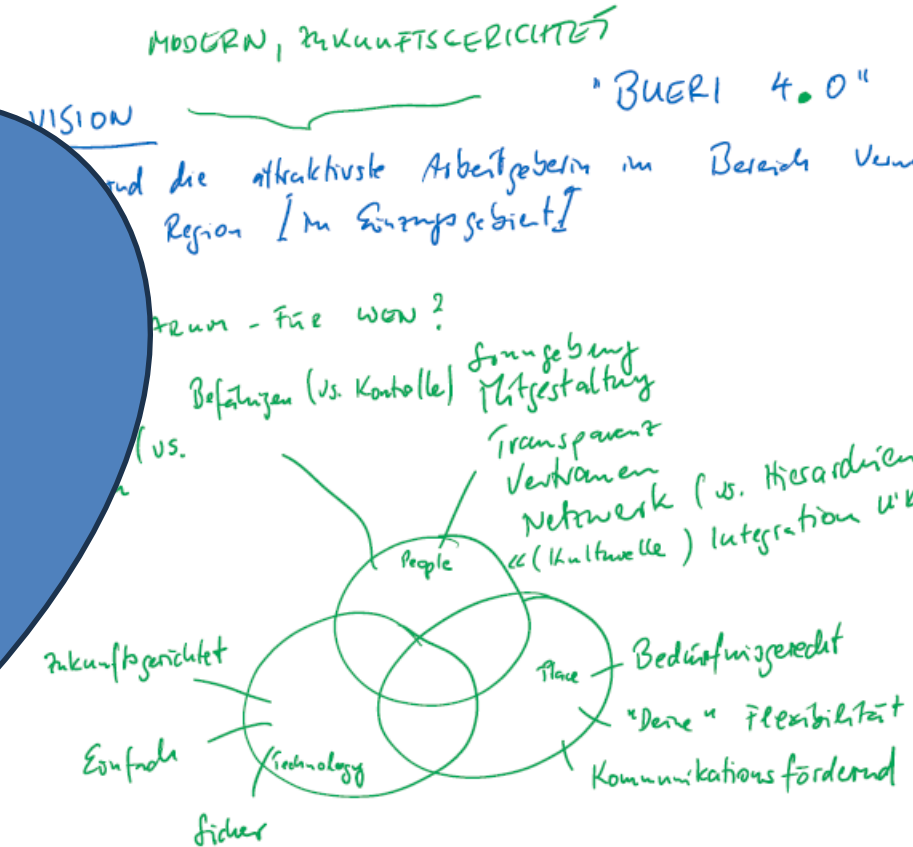 MODERN, ZUKUNFTSGERICHTET
"BUERI 4.0"
VISION
die attraktivste Arbeitgeberin im Bereich
Region [im Einzugsgebiet]
- FÜR WEN?
Befähigen (vs. Kontrolle)
Sinngebung
Mitgestaltung
(vs.
Transparenz
Vertrauen
Netzwerk (vs. Hierarchien
"(Kulturelle) Integration
People
Zukunftsgerichtet
Place
Bedürfnisgerecht
"Deine" Flexibilität
Einfach
Technology
Kommunikationsfördernd
Sicher